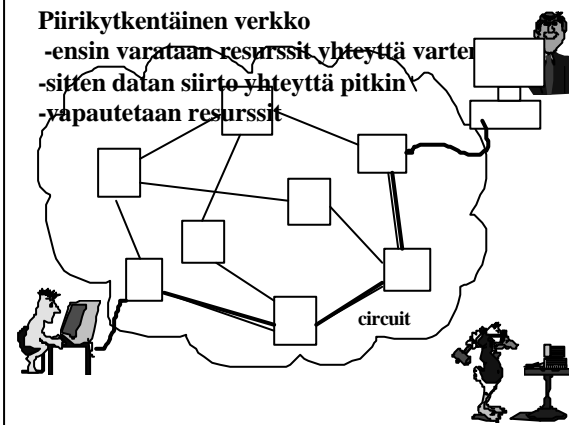 Piirikytkentäinen verkko
-ensin varataan resurssit yhteyttä varten
-sitten datan siirto yhteyttä pitkin
-vapautetaan resurssit
circuit